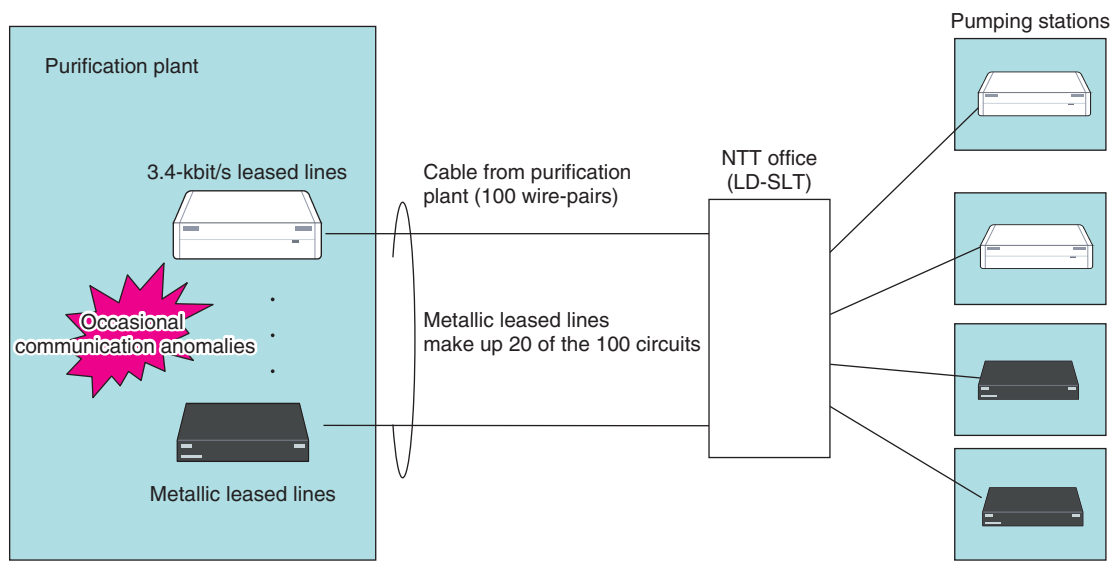 Pumping stations
Purification plant
3.4-kbit/s leased lines
Cable from purification
plant (100 wire-pairs)
NTT office
(LD-SLT)
Occasional
communication anomalies
Metallic leased lines
make up 20 of the 100 circuits
Metallic leased lines